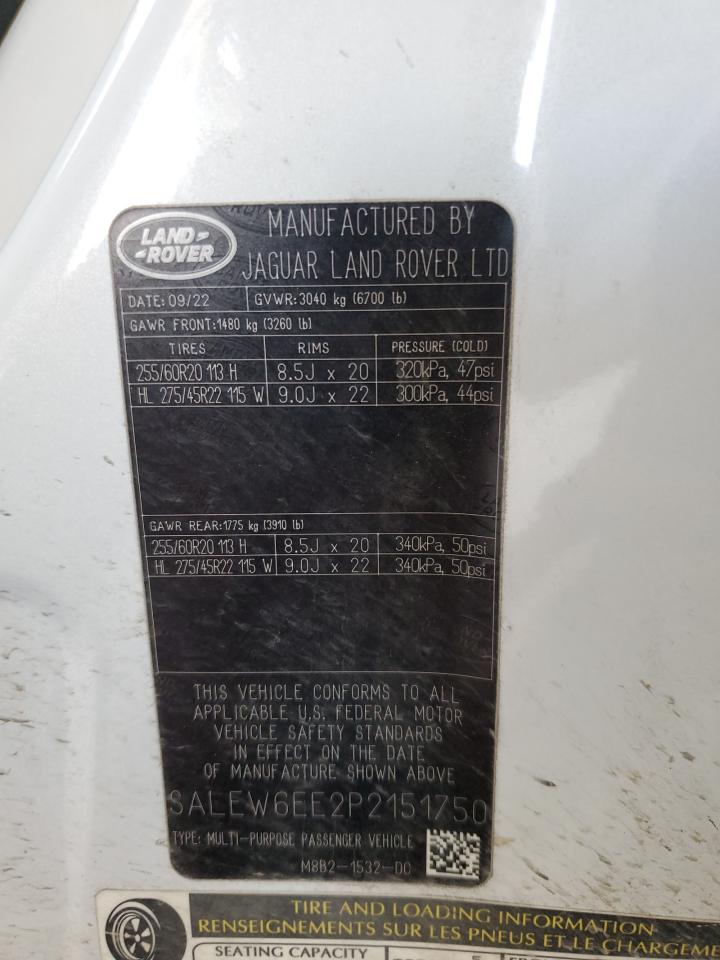 LAND-
-ROVER
MANUFACTURED BY
JAGUAR LAND ROVER LTD
DATE: 09/22 GVWR: 3040 kg (6700 lb)
GAWR FRONT: 1480 kg (3260 lb)
TIRES RIMS PRESSURE (COLD)
255/60R20 113 H 8.5J x 20 320kPa, 47psi
HL 275/45R22 115 W 9.0J x 22 300kPa, 44psi
GAWR REAR: 1775 kg (3910 lb)
255/60R20 113 H 8.5J x 20 340kPa, 50psi
HL 275/45R22 115 W 9.0J x 22 340kPa, 50psi
THIS VEHICLE CONFORMS TO ALL
APPLICABLE U.S. FEDERAL MOTOR
VEHICLE SAFETY STANDARDS
IN EFFECT ON THE DATE
OF MANUFACTURE SHOWN ABOVE
SALEW6EE2P2151750
TYPE: MULTI-PURPOSE PASSENGER VEHICLE
M8B2-1532-DC
TIRE AND LOADING INFORMATION
RENSEIGNEMENTS SUR LES PNEUS ET LE CHARGEME
SEATING CAPACITY